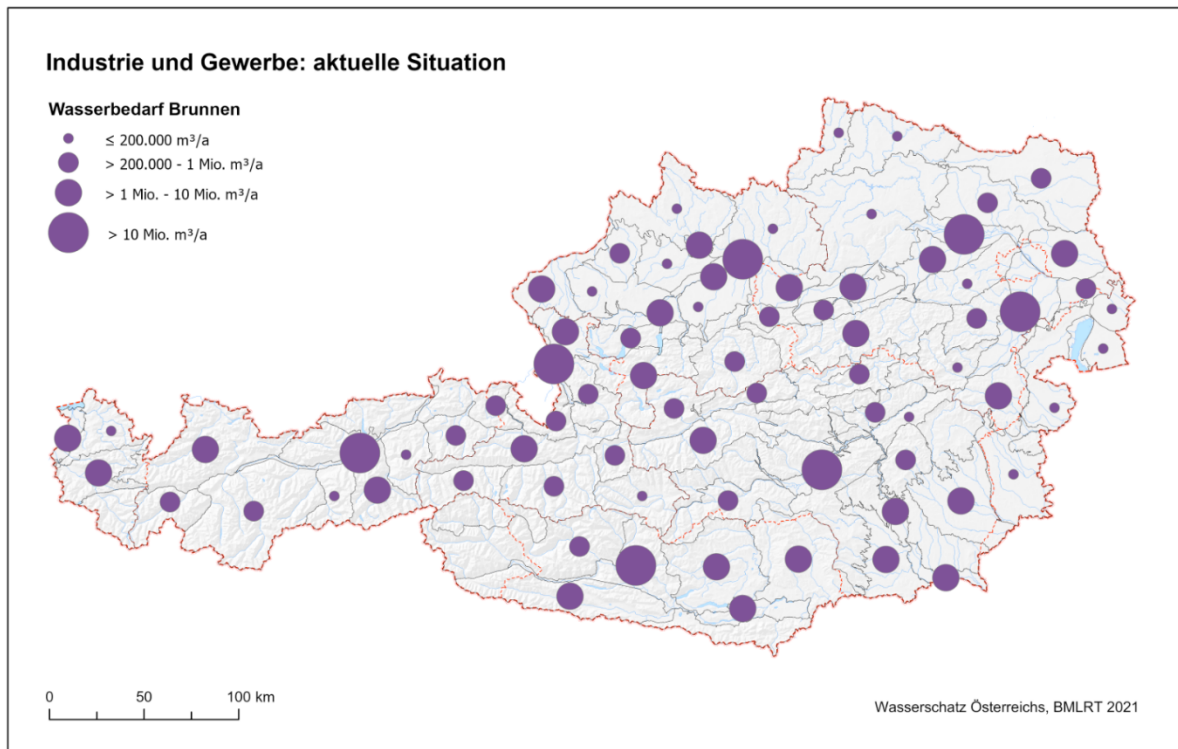 Industrie und Gewerbe: aktuelle Situation
Wasserbedarf Brunnen
≤ 200.000 m³/a
> 200.000 - 1 Mio. m³/a
> 1 Mio. - 10 Mio. m³/a
> 10 Mio. m³/a
0 50 100 km
Wasserschatz Österreichs, BMLRT 2021